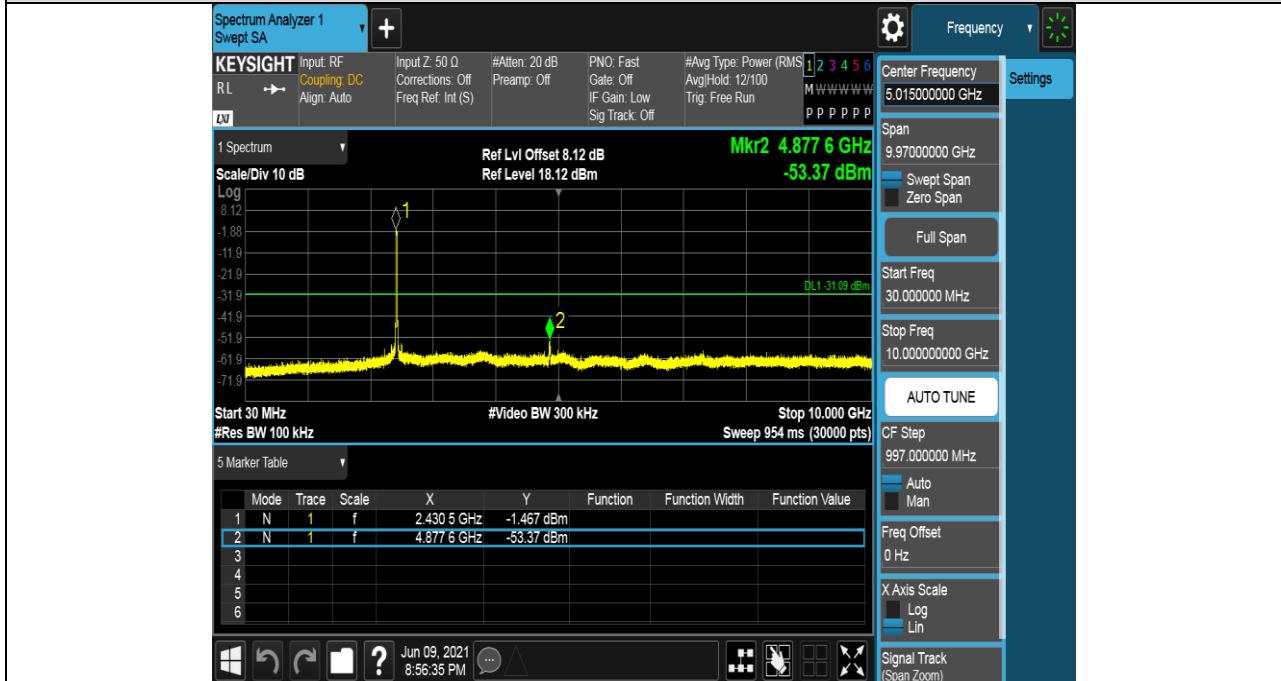 Spectrum Analyzer 1
Swept SA
+
Frequency
KEYSIGHT
RL
LXI
Input: RF
Coupling: DC
Align: Auto
Input Z: 50 Ω
Corrections: Off
Freq Ref: Int (S)
#Atten: 20 dB
Preamp: Off
PNO: Fast
Gate: Off
IF Gain: Low
Sig Track: Off
#Avg Type: Power (RMS
Avg|Hold: 12/100
Trig: Free Run
1 2 3 4 5 6
M W W W W W
P P P P P P
1 Spectrum
Scale/Div 10 dB
Ref Lvl Offset 8.12 dB
Ref Level 18.12 dBm
Mkr2 4.877 6 GHz
-53.37 dBm
Log
8.12
-1.88
-11.9
-21.9
-31.9
-41.9
-51.9
-61.9
-71.9
1
2
DL1 -31.09 dBm
Start 30 MHz
#Res BW 100 kHz
#Video BW 300 kHz
Stop 10.000 GHz
Sweep 954 ms (30000 pts)
5 Marker Table
Mode Trace Scale X Y Function Function Width Function Value
1 N 1 f 2.430 5 GHz -1.467 dBm
2 N 1 f 4.877 6 GHz -53.37 dBm
3
4
5
6
?
Jun 09, 2021
8:56:35 PM
Center Frequency
5.015000000 GHz
Settings
Span
9.97000000 GHz
Swept Span
Zero Span
Full Span
Start Freq
30.000000 MHz
Stop Freq
10.000000000 GHz
AUTO TUNE
CF Step
997.000000 MHz
Auto
Man
Freq Offset
0 Hz
X Axis Scale
Log
Lin
Signal Track
(Span Zoom)